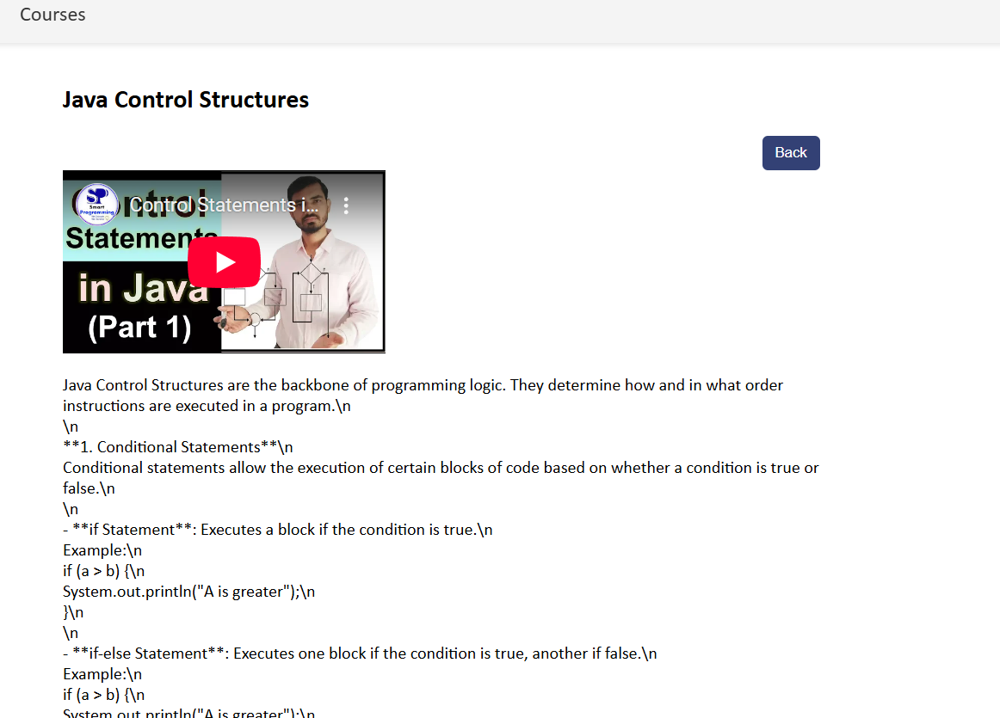 Courses
Java Control Structures
Back
SP
Smart
Programming
Control Statements i...
Control
Statements
in Java
(Part 1)
Java Control Structures are the backbone of programming logic. They determine how and in what order
instructions are executed in a program.\n
\n
**1. Conditional Statements**\n
Conditional statements allow the execution of certain blocks of code based on whether a condition is true or
false.\n
\n
- **if Statement**: Executes a block if the condition is true.\n
Example:\n
if (a > b) {\n
System.out.println("A is greater");\n
}\n
\n
- **if-else Statement**: Executes one block if the condition is true, another if false.\n
Example:\n
if (a > b) {\n
System.out.println("A is greater");\n